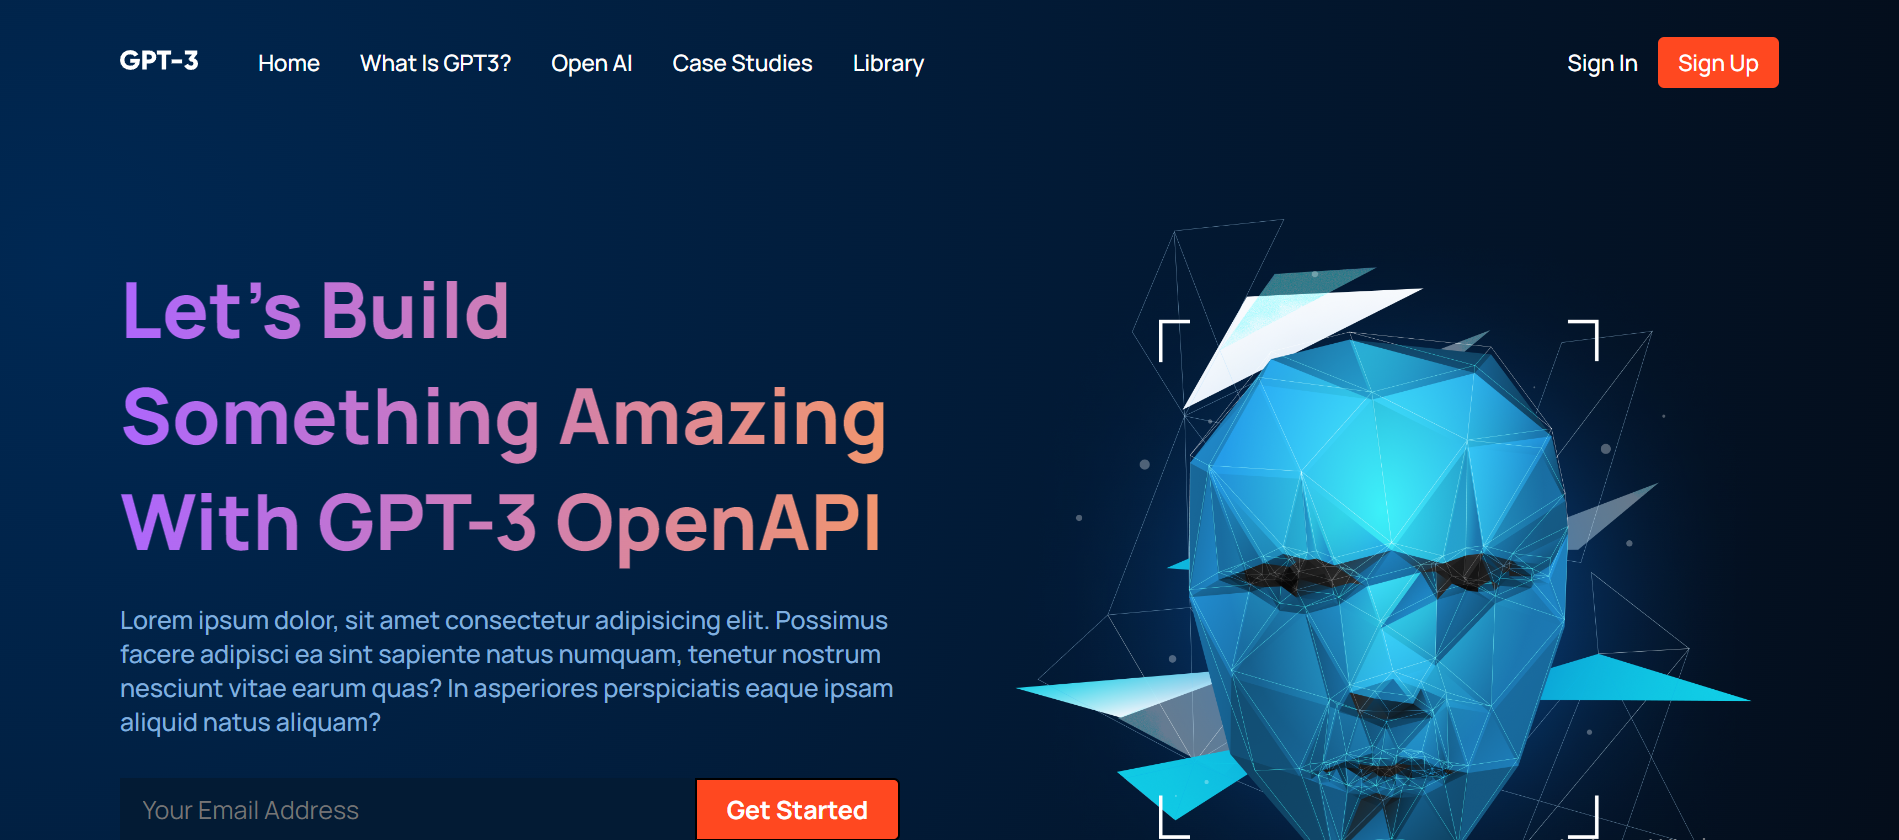 GPT-3 Home What Is GPT3? Open AI Case Studies Library Sign In Sign Up
Let’s Build
Something Amazing
With GPT-3 OpenAPI
Lorem ipsum dolor, sit amet consectetur adipisicing elit. Possimus
facere adipisci ea sint sapiente natus numquam, tenetur nostrum
nesciunt vitae earum quas? In asperiores perspiciatis eaque ipsam
aliquid natus aliquam?
Your Email Address Get Started